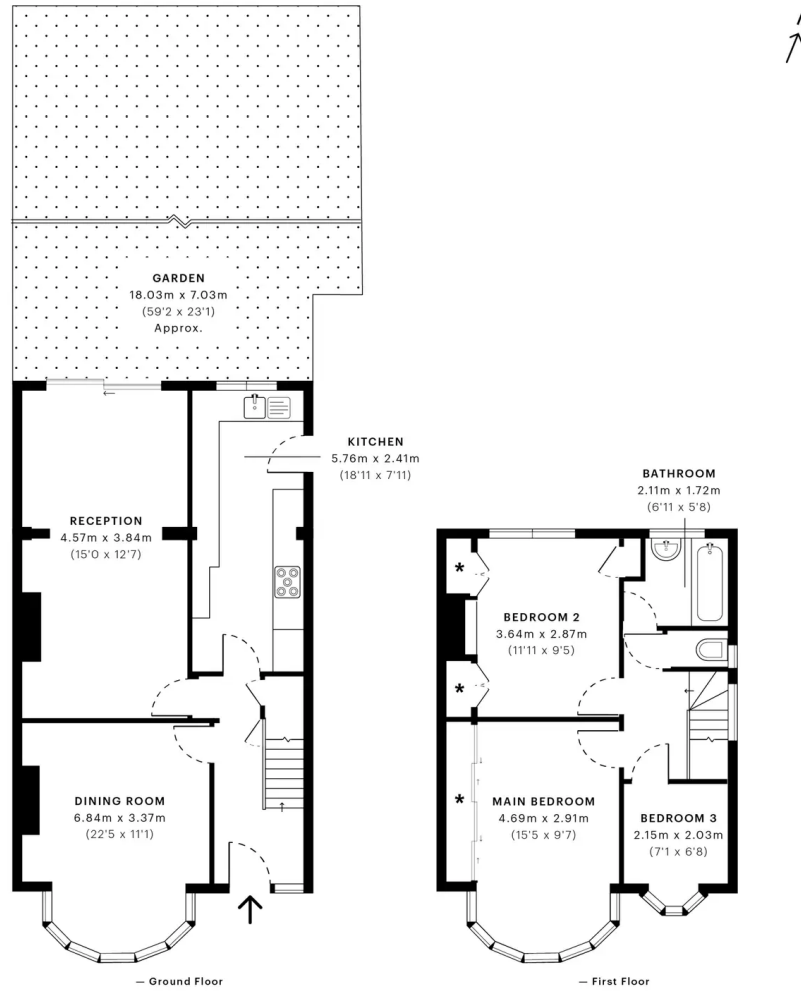 GARDEN
18.03m x 7.03m
(59'2 x 23'1)
Approx.
KITCHEN
5.76m x 2.41m
(18'11 x 7'11)
RECEPTION
4.57m x 3.84m
(15'0 x 12'7)
DINING ROOM
6.84m x 3.37m
(22'5 x 11'1)
— Ground Floor
BATHROOM
2.11m x 1.72m
(6'11 x 5'8)
*
BEDROOM 2
3.64m x 2.87m
(11'11 x 9'5)
*
*
MAIN BEDROOM
4.69m x 2.91m
(15'5 x 9'7)
BEDROOM 3
2.15m x 2.03m
(7'1 x 6'8)
— First Floor